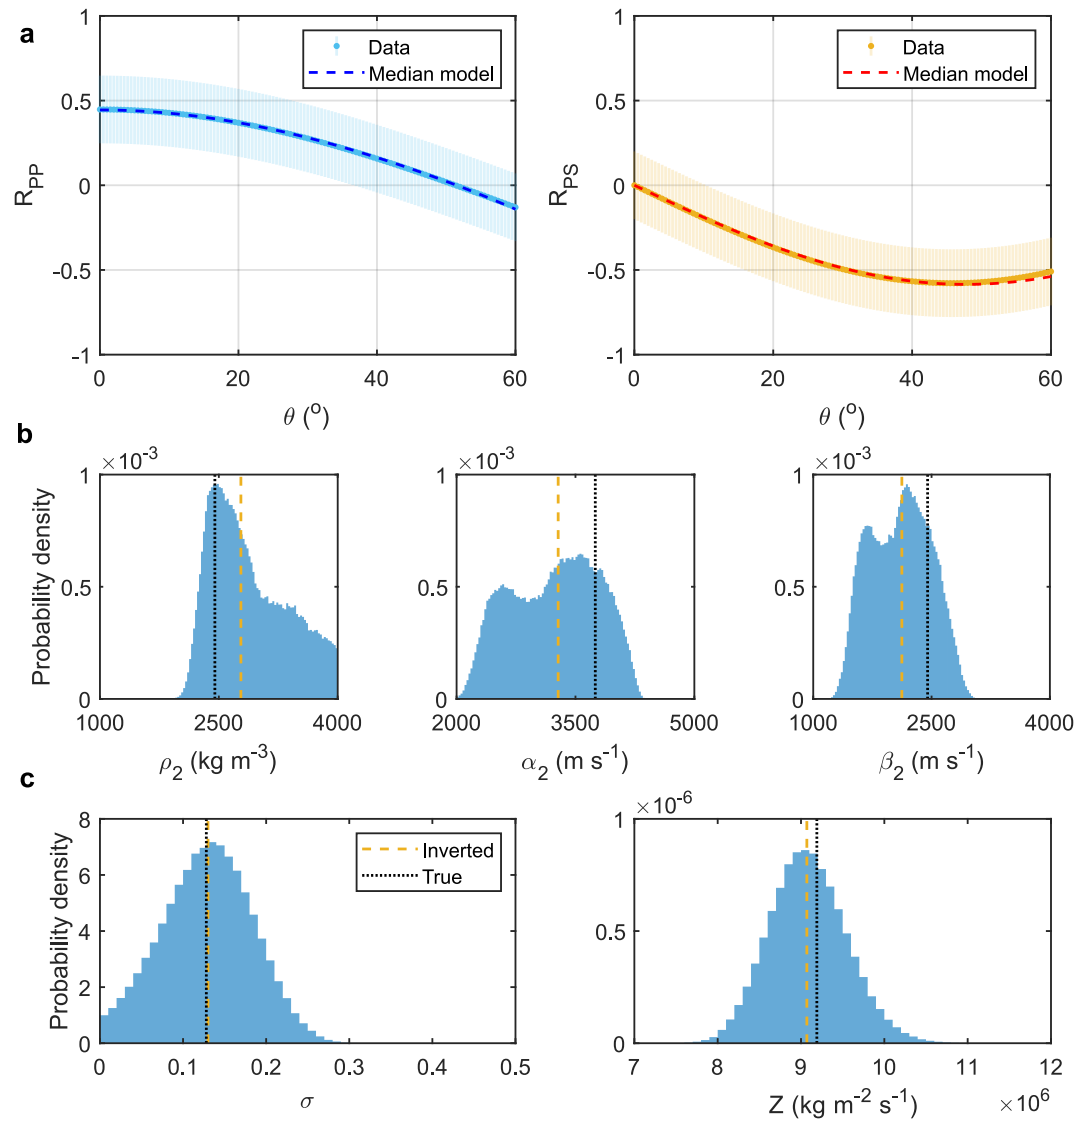 a
1
0.5
0
-0.5
-1
R_PP
0 20 40 60
θ (°)
Data
Median model
1
0.5
0
-0.5
-1
R_PS
0 20 40 60
θ (°)
Data
Median model
b
×10⁻³
1
0.5
0
Probability density
1000 2500 4000
ρ₂ (kg m⁻³)
×10⁻³
1
0.5
0
2000 3500 5000
α₂ (m s⁻¹)
×10⁻³
1
0.5
0
1000 2500 4000
β₂ (m s⁻¹)
c
8
6
4
2
0
Probability density
0 0.1 0.2 0.3 0.4 0.5
σ
Inverted
True
×10⁻⁶
1
0.5
0
7 8 9 10 11 12
Z (kg m⁻² s⁻¹) ×10⁶